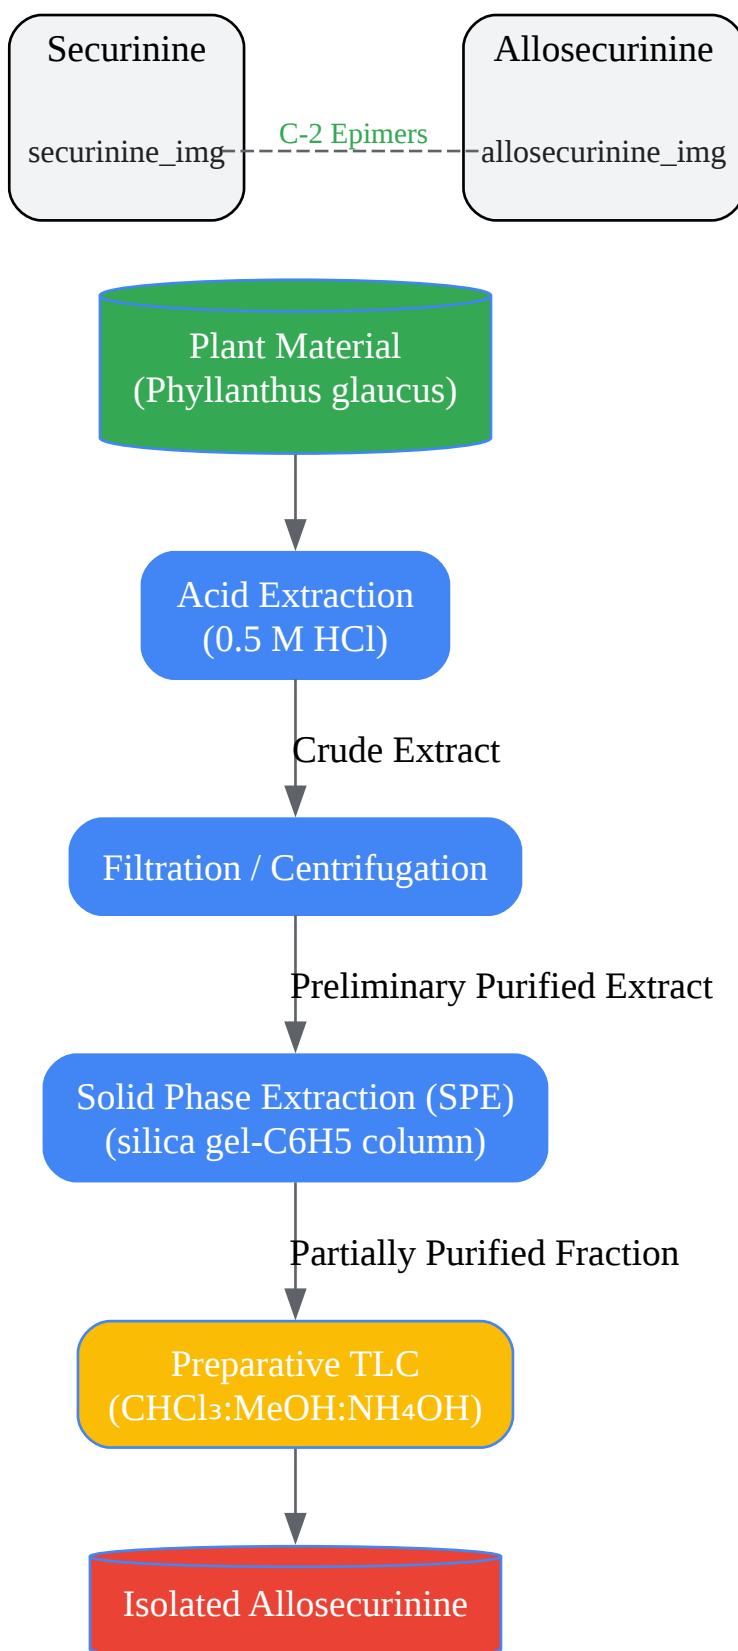 Securinine
Allosecurinine
securinine_img
C-2 Epimers
allosecurinine_img
Plant Material
(Phyllanthus glaucus)
Acid Extraction
(0.5 M HCl)
Crude Extract
Filtration / Centrifugation
Preliminary Purified Extract
Solid Phase Extraction (SPE)
(silica gel-C6H5 column)
Partially Purified Fraction
Preparative TLC
(CHCl₃:MeOH:NH₄OH)
Isolated Allosecurinine